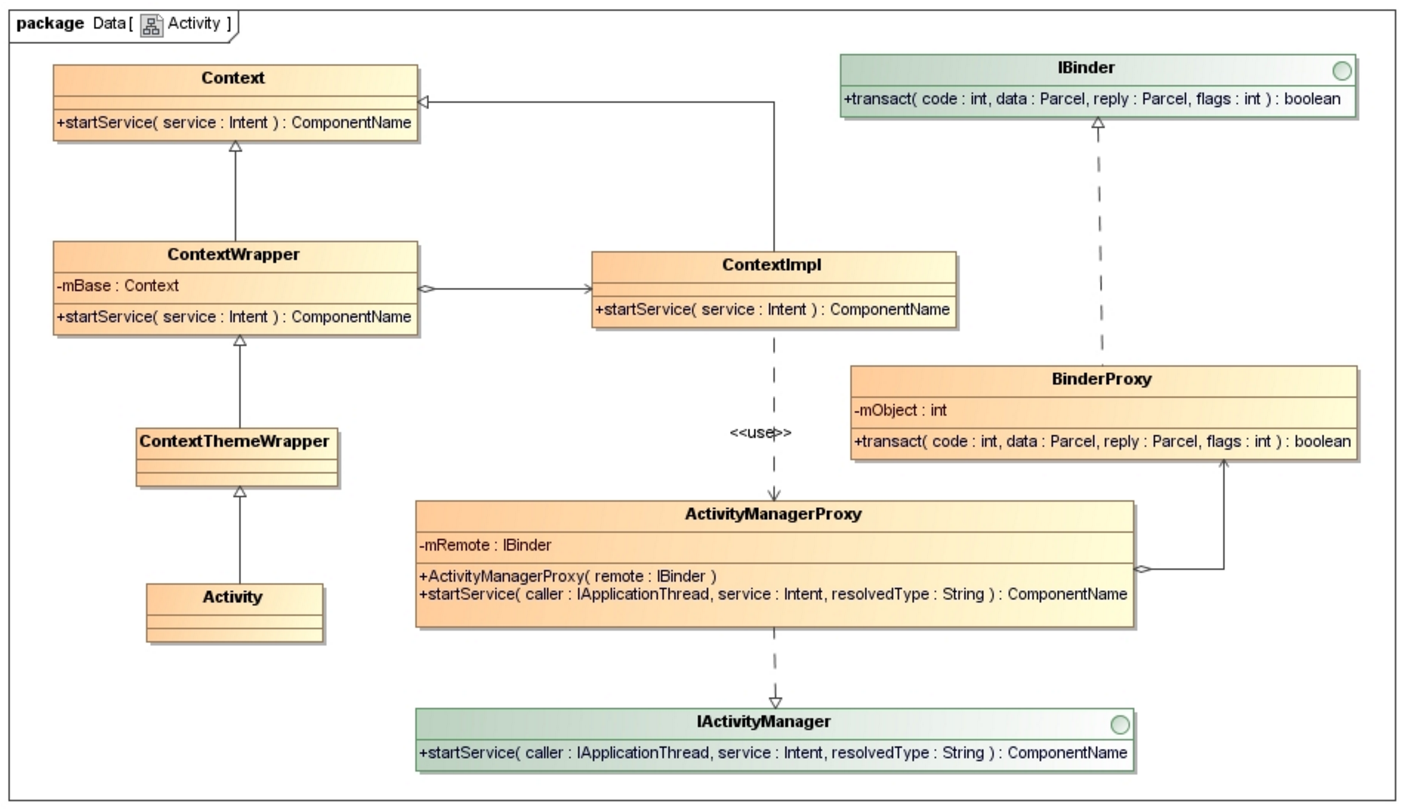 package Data[ Activity ]
Context
+startService( service : Intent ) : ComponentName
IBinder
+transact( code : int, data : Parcel, reply : Parcel, flags : int ) : boolean
ContextWrapper
-mBase : Context
+startService( service : Intent ) : ComponentName
ContextImpl
+startService( service : Intent ) : ComponentName
BinderProxy
-mObject : int
+transact( code : int, data : Parcel, reply : Parcel, flags : int ) : boolean
<<use>>
ContextThemeWrapper
Activity
ActivityManagerProxy
-mRemote : IBinder
+ActivityManagerProxy( remote : IBinder )
+startService( caller : IApplicationThread, service : Intent, resolvedType : String ) : ComponentName
IActivityManager
+startService( caller : IApplicationThread, service : Intent, resolvedType : String ) : ComponentName